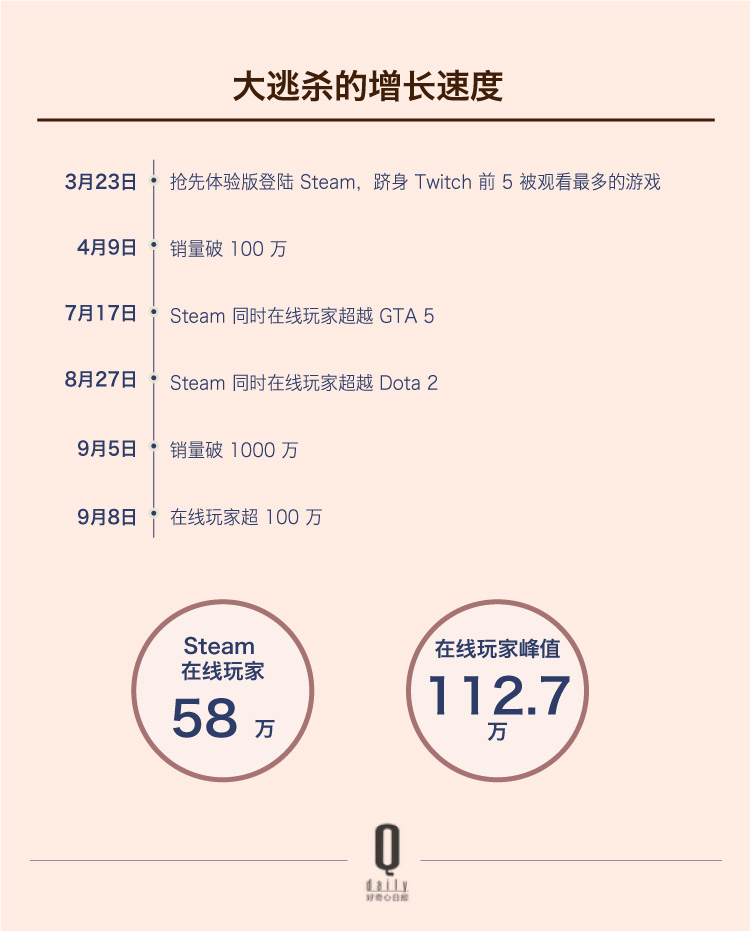 大逃杀的增长速度
3月23日 抢先体验版登陆 Steam，跻身 Twitch 前 5 被观看最多的游戏
4月9日 销量破 100 万
7月17日 Steam 同时在线玩家超越 GTA 5
8月27日 Steam 同时在线玩家超越 Dota 2
9月5日 销量破 1000 万
9月8日 在线玩家超 100 万
Steam
在线玩家
58 万
在线玩家峰值
112.7
万
Q
daily
好奇心日报